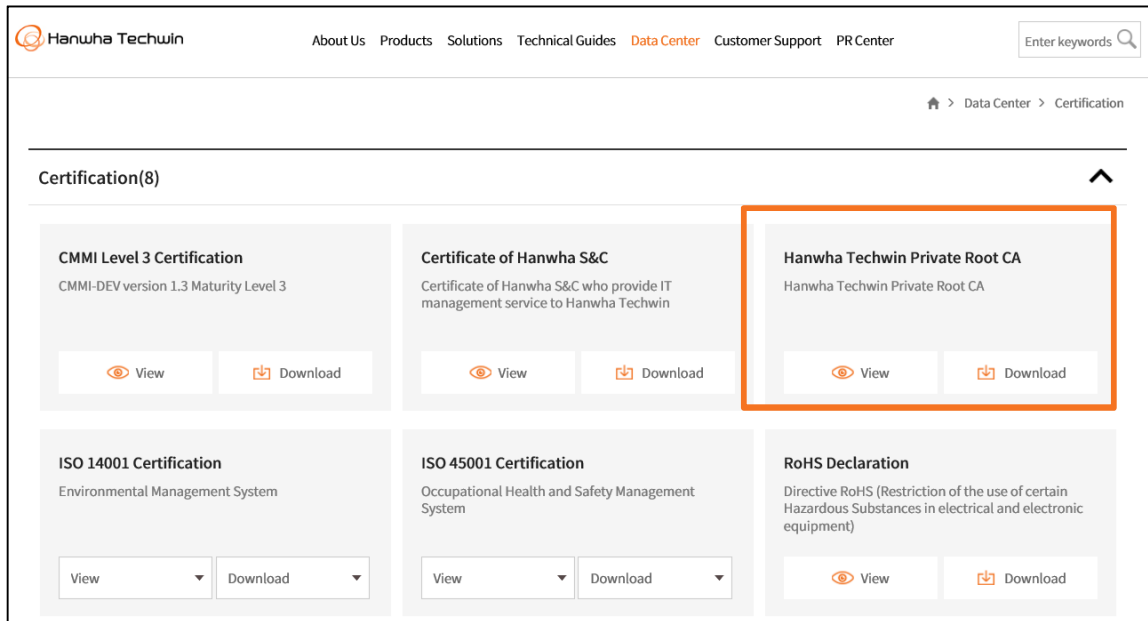 Hanwha Techwin
About Us Products Solutions Technical Guides Data Center Customer Support PR Center
Enter keywords
> Data Center > Certification
Certification(8)
CMMI Level 3 Certification
CMMI-DEV version 1.3 Maturity Level 3
View Download
Certificate of Hanwha S&C
Certificate of Hanwha S&C who provide IT
management service to Hanwha Techwin
View Download
Hanwha Techwin Private Root CA
Hanwha Techwin Private Root CA
View Download
ISO 14001 Certification
Environmental Management System
View Download
ISO 45001 Certification
Occupational Health and Safety Management
System
View Download
RoHS Declaration
Directive RoHS (Restriction of the use of certain
Hazardous Substances in electrical and electronic
equipment)
View Download